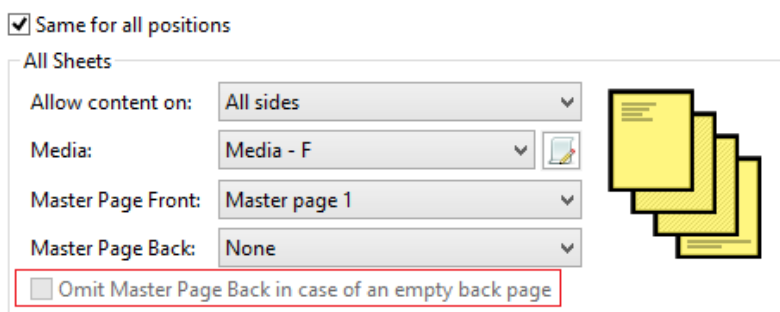 Same for all positions
All Sheets
Allow content on: All sides
Media: Media - F
Master Page Front: Master page 1
Master Page Back: None
Omit Master Page Back in case of an empty back page